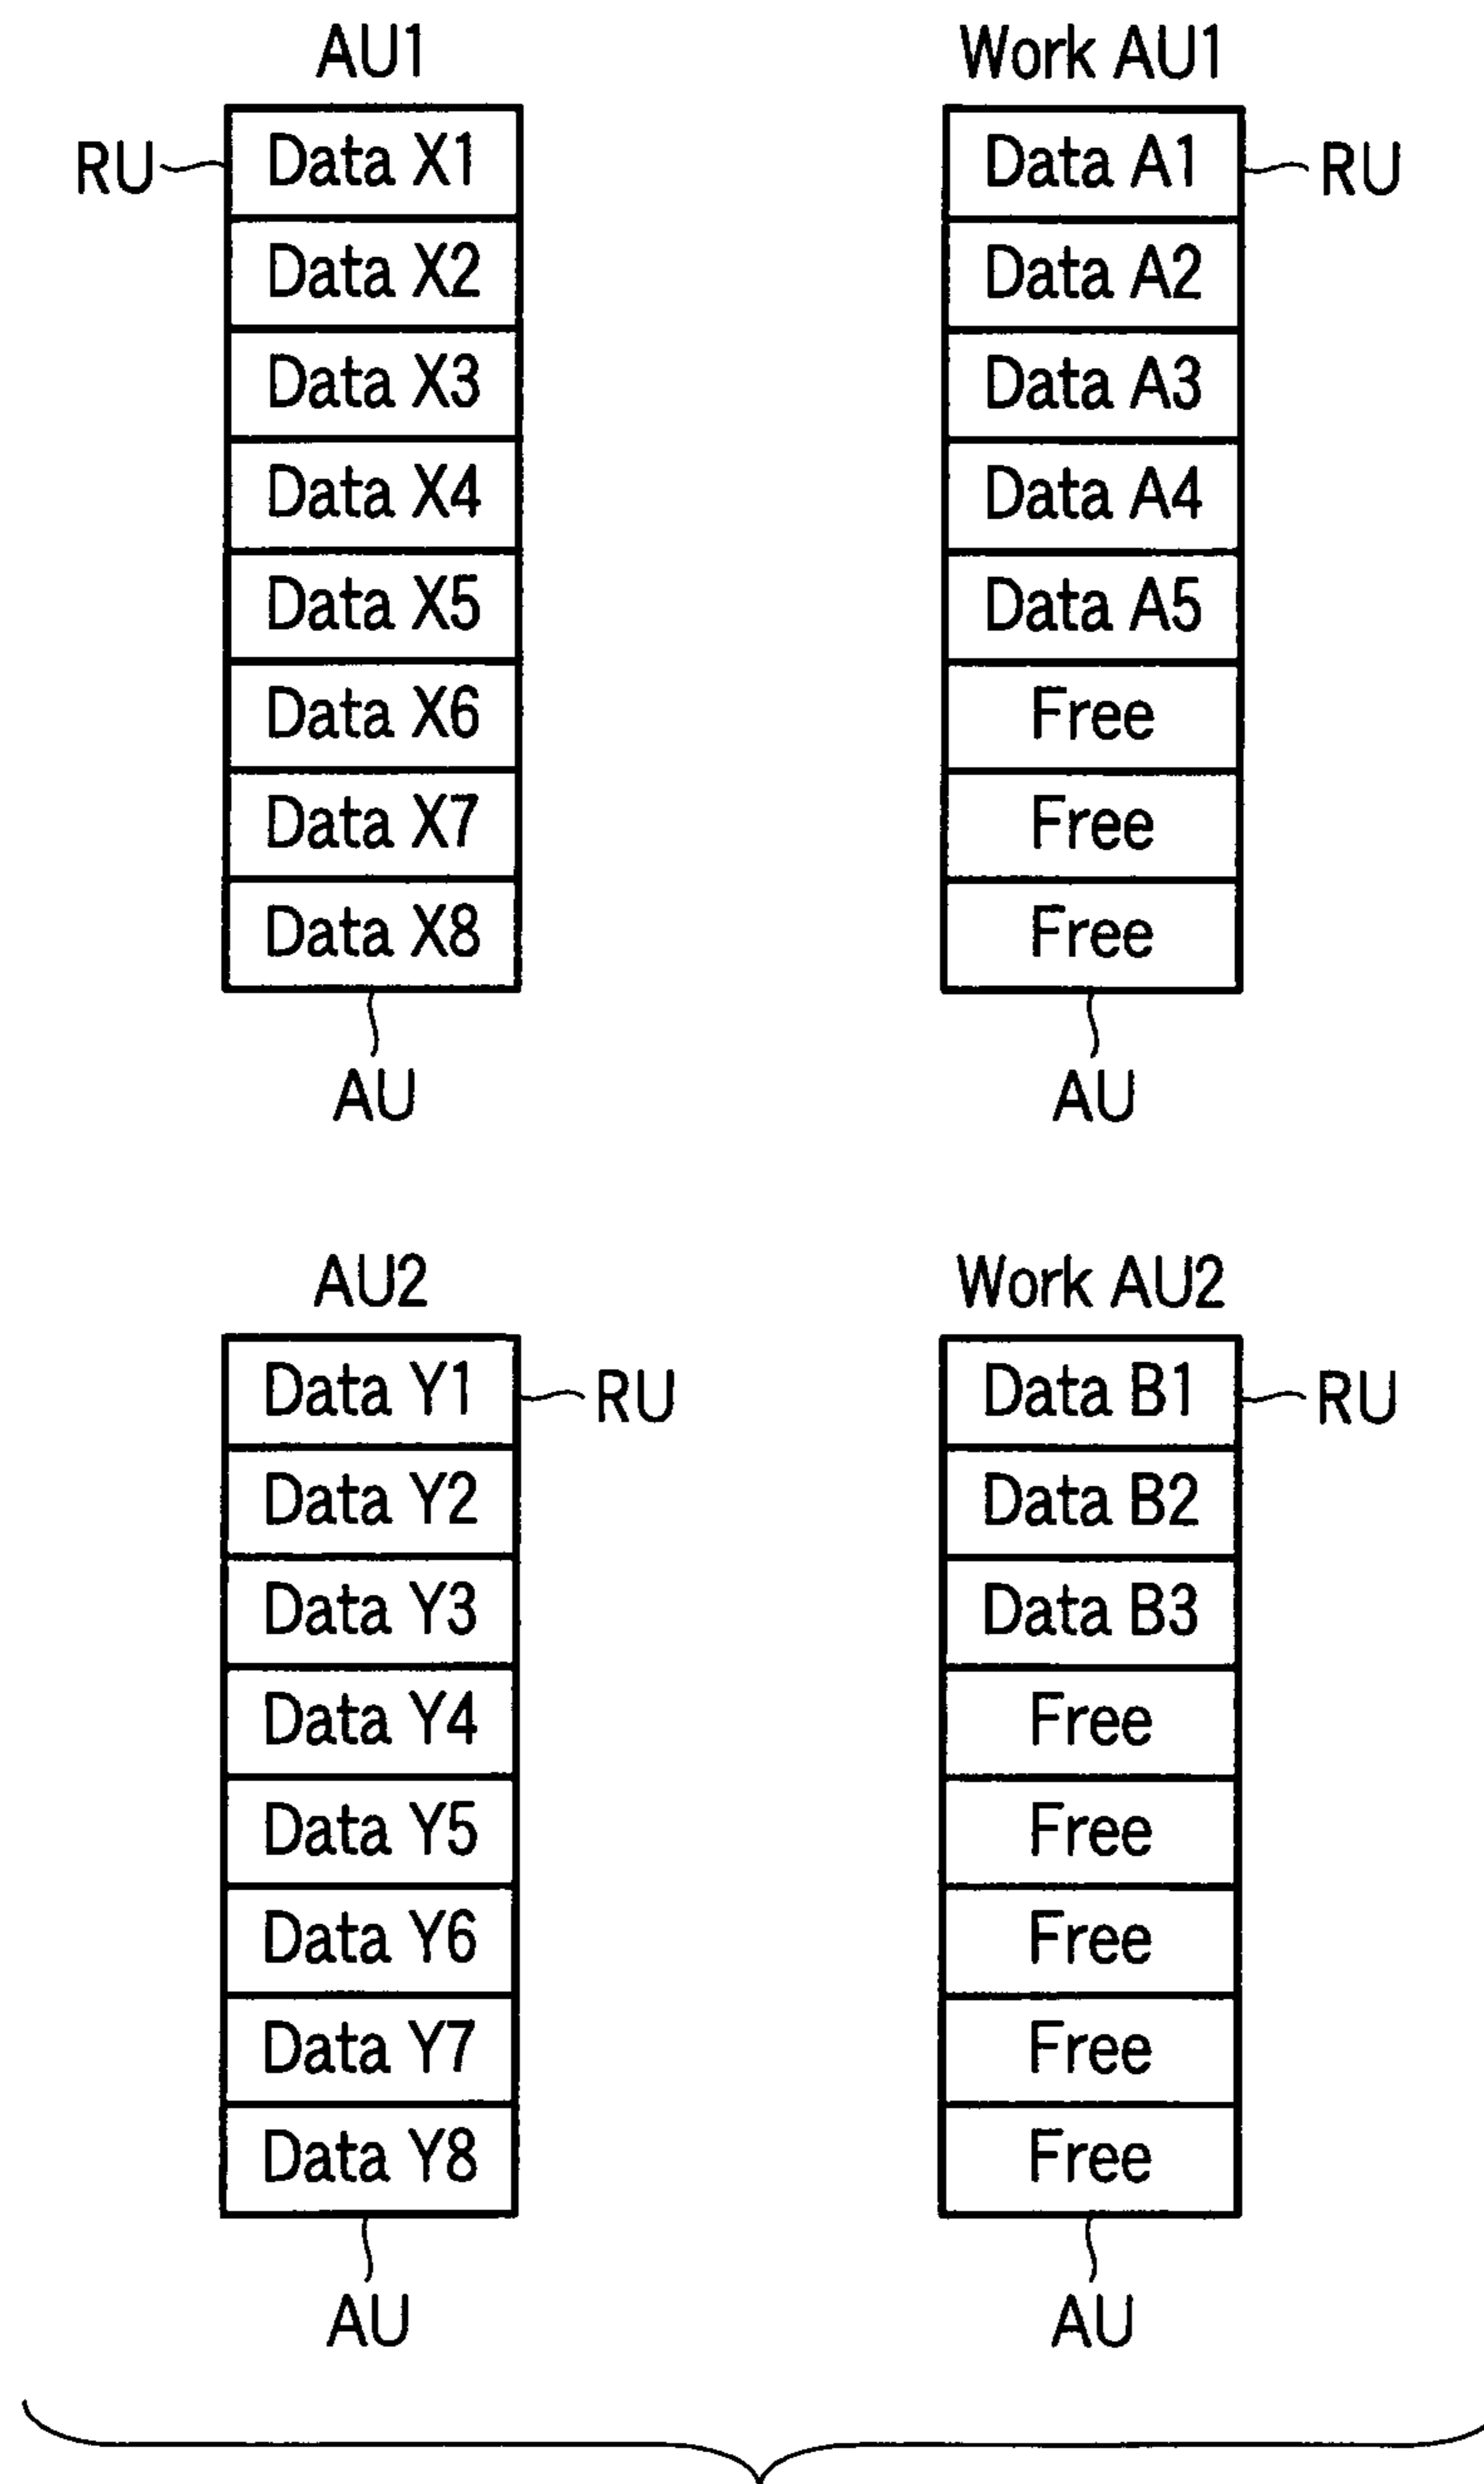 AU1
RU
Data X1
Data X2
Data X3
Data X4
Data X5
Data X6
Data X7
Data X8
AU
Work AU1
Data A1
RU
Data A2
Data A3
Data A4
Data A5
Free
Free
Free
AU
AU2
Data Y1
RU
Data Y2
Data Y3
Data Y4
Data Y5
Data Y6
Data Y7
Data Y8
AU
Work AU2
Data B1
RU
Data B2
Data B3
Free
Free
Free
Free
Free
AU